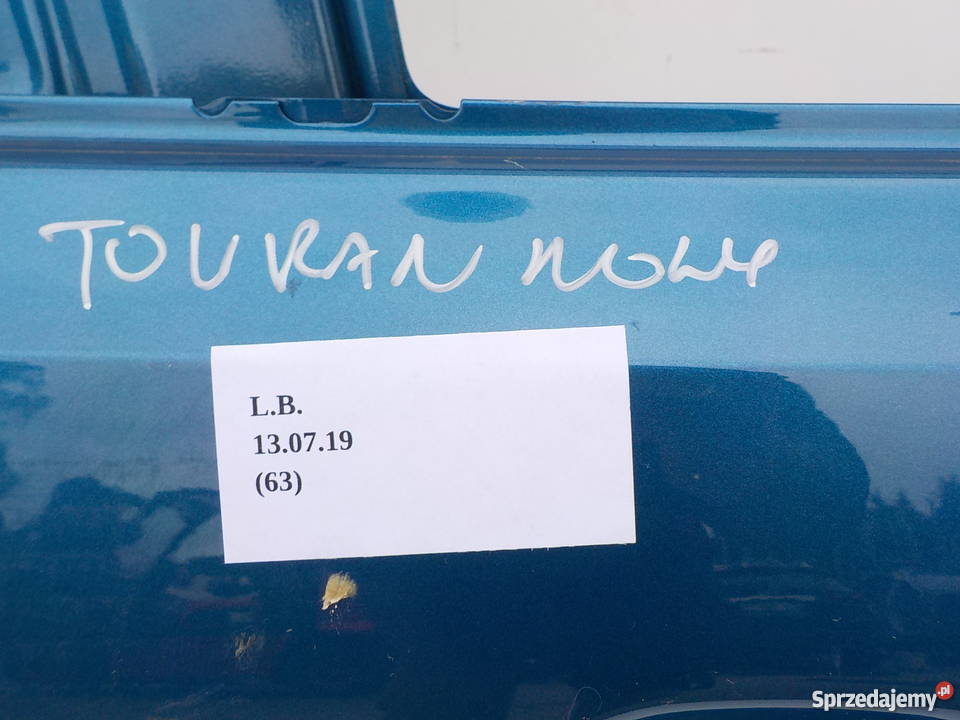 TOURAN NOWY
L.B.
13.07.19
(63)
Sprzedajemy.pl